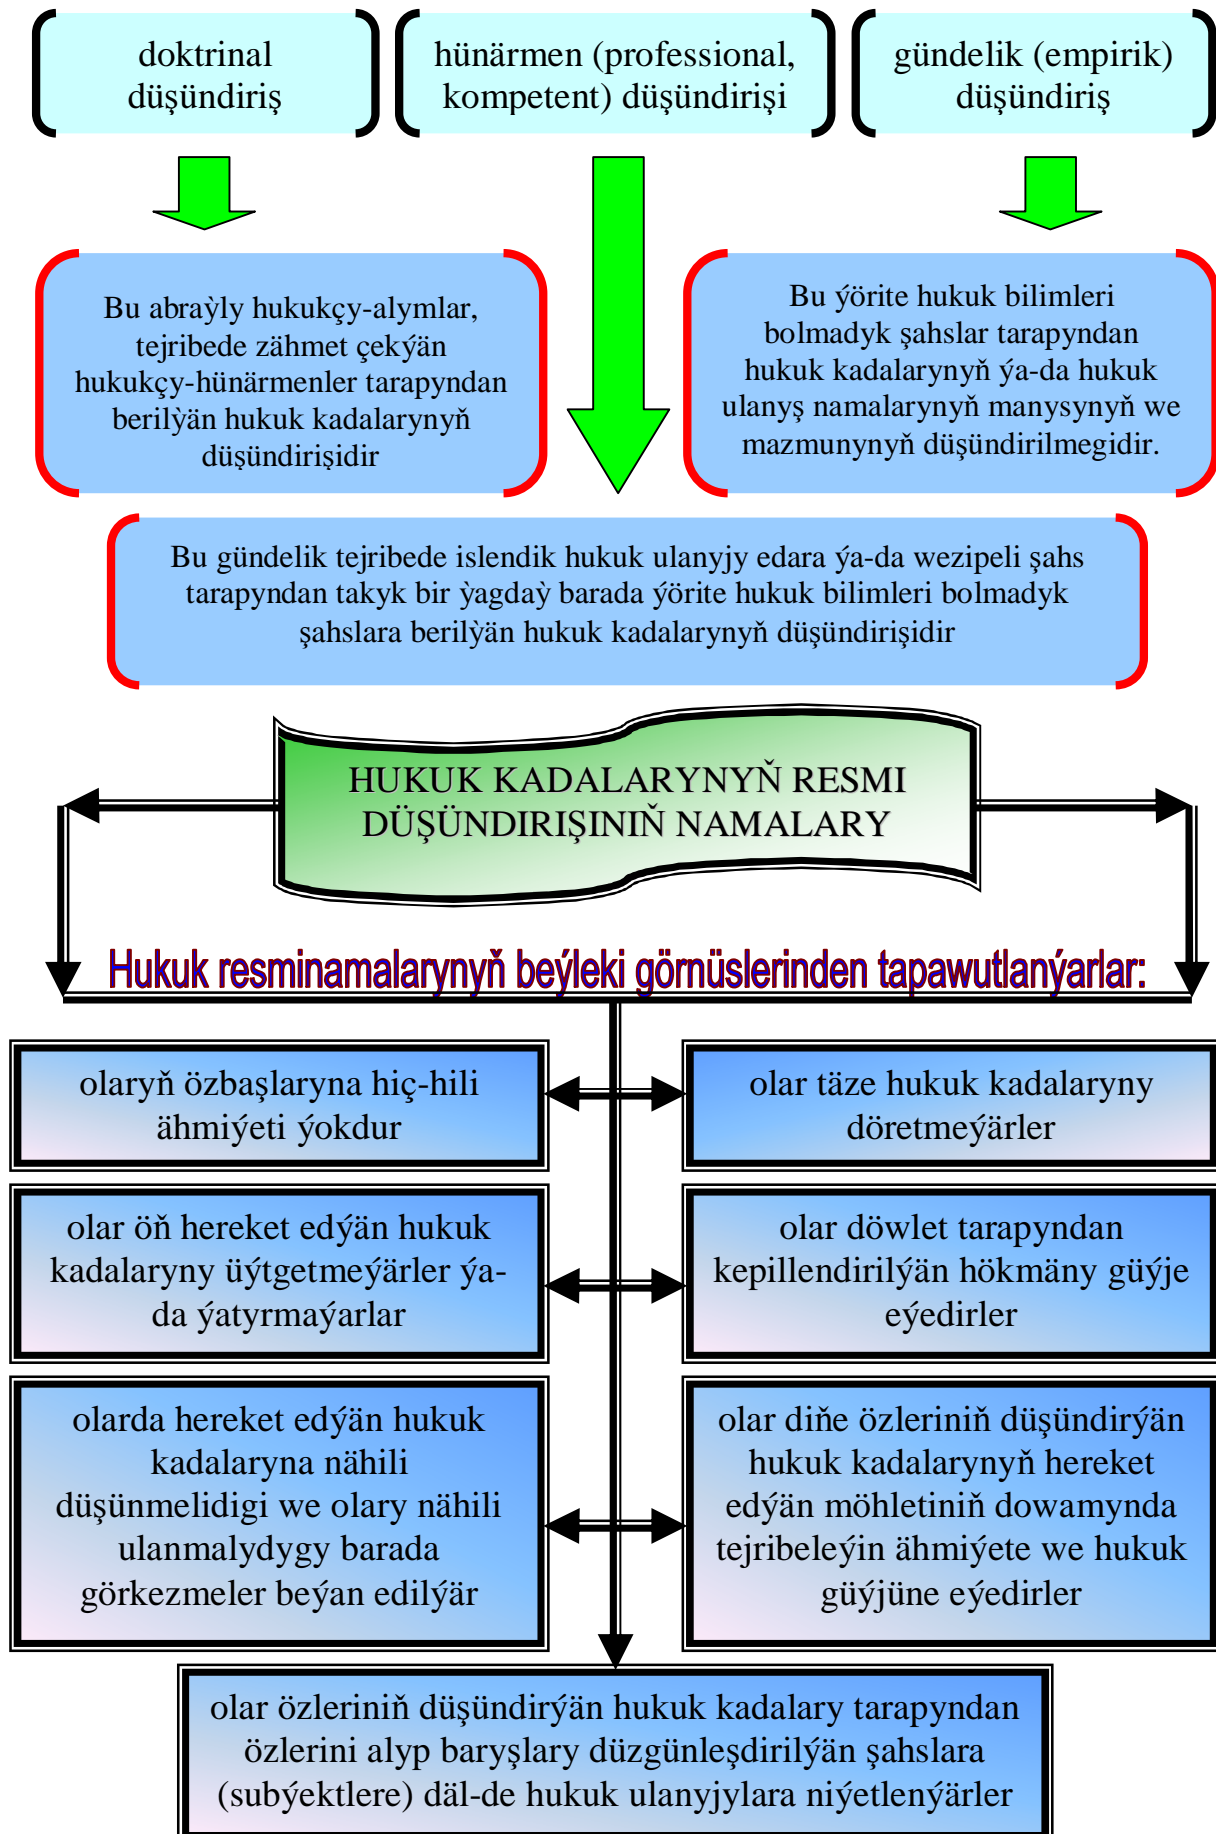 doktrinal
düşündiriş
hünärmen (professional,
kompetent) düşündirişi
gündelik (empirik)
düşündiriş
Bu abraỳly hukukçy-alymlar,
tejribede zähmet çekýän
hukukçy-hünärmenler tarapyndan
berilỳän hukuk kadalarynyň
düşündirişidir
Bu ýörite hukuk bilimleri
bolmadyk şahslar tarapyndan
hukuk kadalarynyň ýa-da hukuk
ulanyş namalarynyň manysynyň we
mazmunynyň düşündirilmegidir.
Bu gündelik tejribede islendik hukuk ulanyjy edara ýa-da wezipeli şahs
tarapyndan takyk bir ỳagdaỳ barada ýörite hukuk bilimleri bolmadyk
şahslara berilỳän hukuk kadalarynyň düşündirişidir
HUKUK KADALARYNYŇ RESMI
DÜŞÜNDIRIŞINIŇ NAMALARY
Hukuk resminamalarynyň beýleki görnüslerinden tapawutlanýarlar:
olaryň özbaşlaryna hiç-hili
ähmiýeti ýokdur
olar täze hukuk kadalaryny
döretmeýärler
olar öň hereket edýän hukuk
kadalaryny üýtgetmeýärler ýa-
da ýatyrmaýarlar
olar döwlet tarapyndan
kepillendirilýän hökmäny güýje
eýedirler
olarda hereket edýän hukuk
kadalaryna nähili
düşünmelidigi we olary nähili
ulanmalydygy barada
görkezmeler beýan edilýär
olar diňe özleriniň düşündirýän
hukuk kadalarynyň hereket
edýän möhletiniň dowamynda
tejribeleýin ähmiýete we hukuk
güýjüne eýedirler
olar özleriniň düşündirýän hukuk kadalary tarapyndan
özlerini alyp baryşlary düzgünleşdirilýän şahslara
(subýektlere) däl-de hukuk ulanyjylara niýetlenýärler